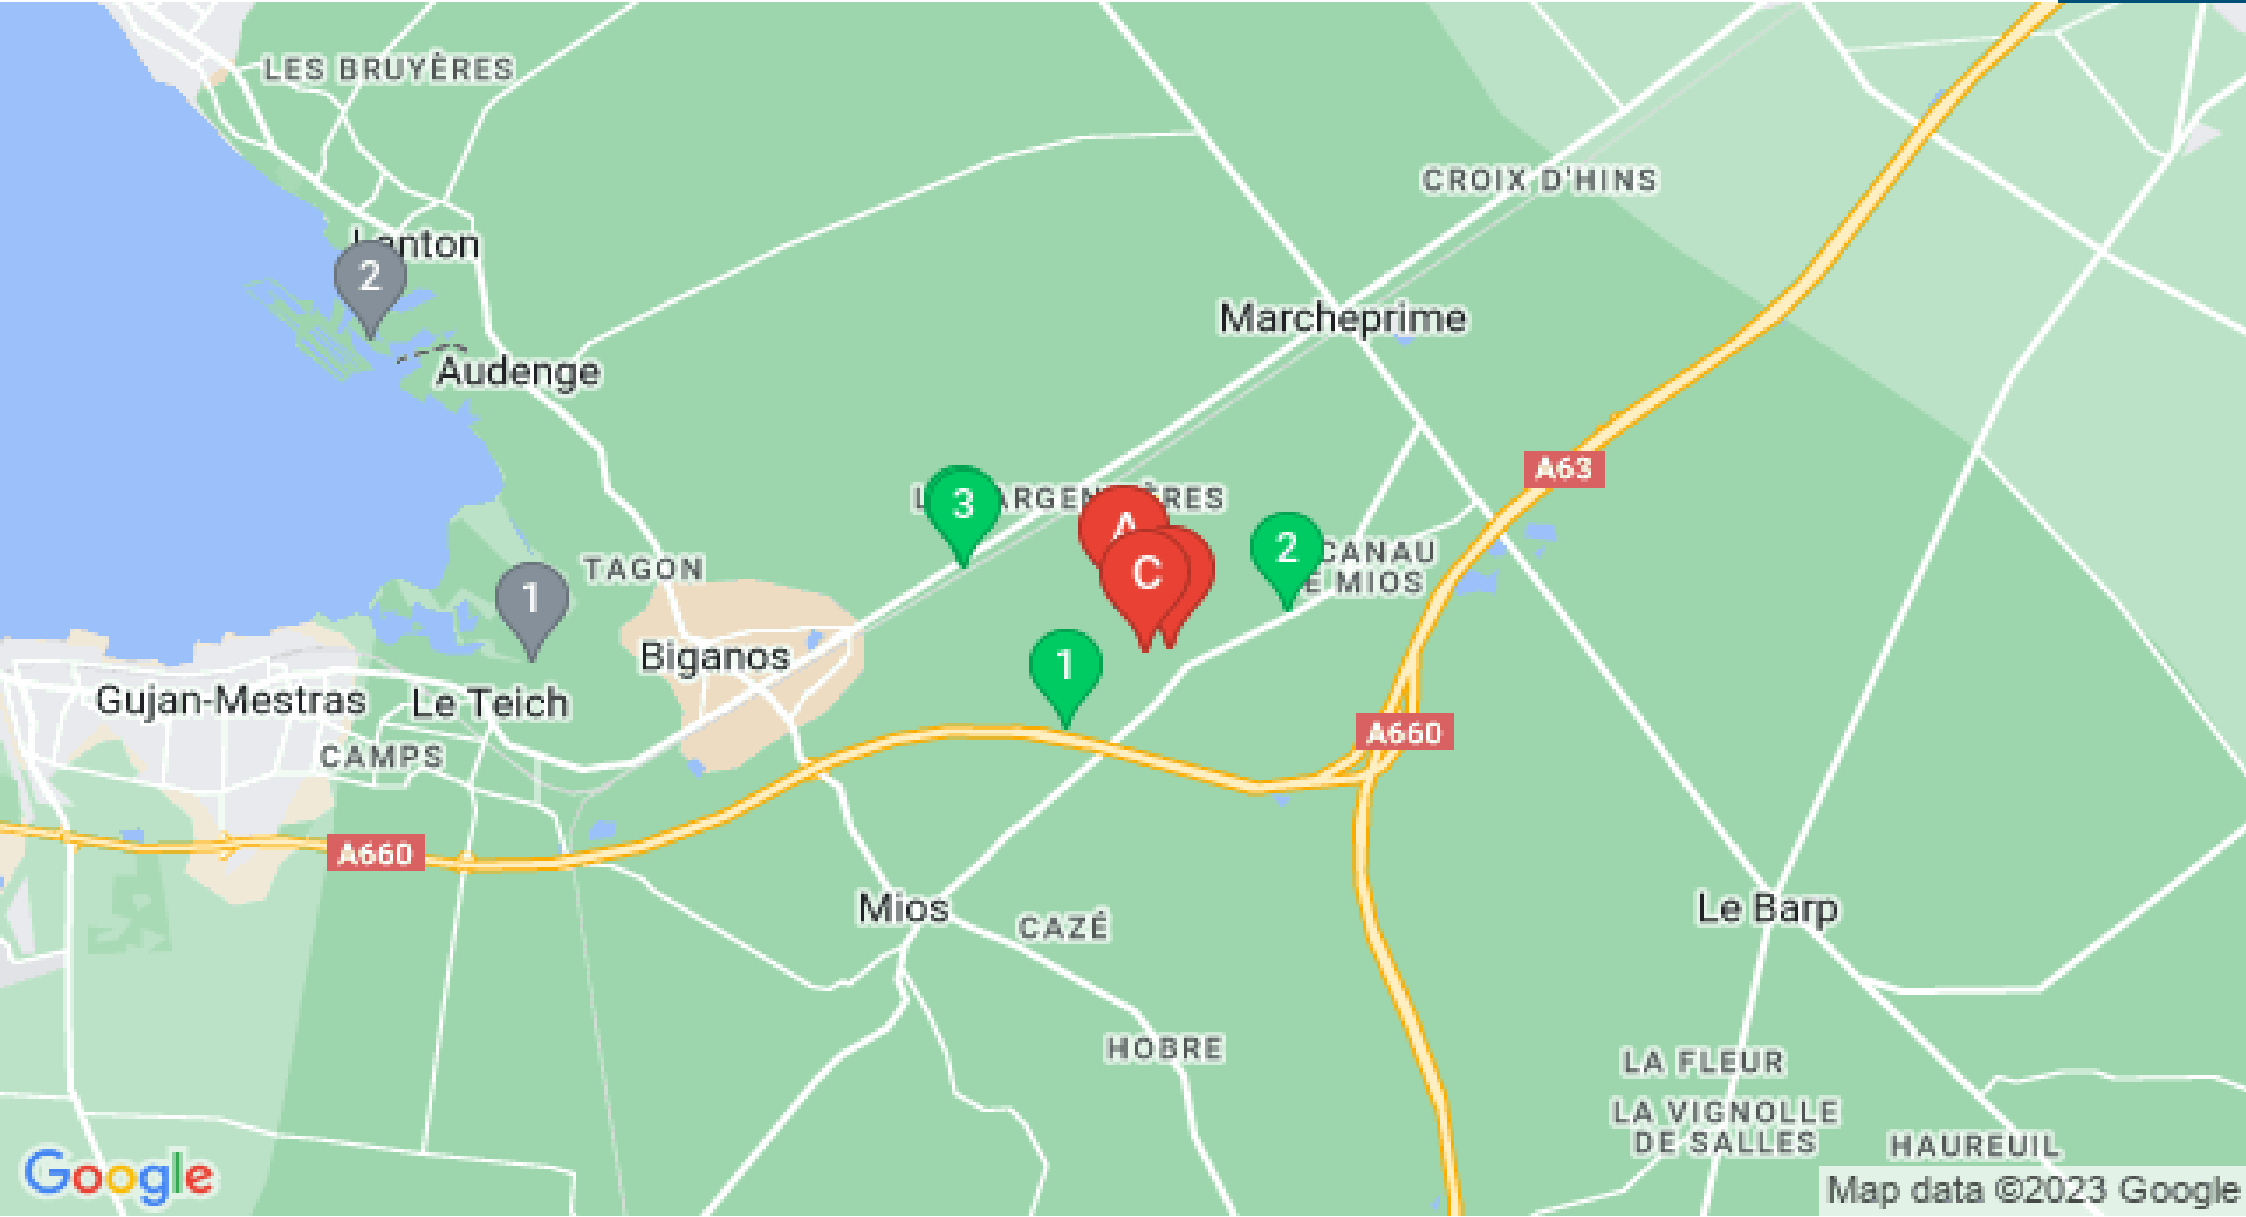 LES BRUYÈRES
CROIX D'HINS
Lanton
2
Marcheprime
Audenge
A63
3
A
2
C
CANAU
E MIOS
TAGON
1
1
Biganos
Gujan-Mestras
Le Teich
A660
CAMPS
A660
Mios
CAZÉ
Le Barp
HOBRE
LA FLEUR
LA VIGNOLLE
DE SALLES
HAUREUIL
Google
Map data ©2023 Google